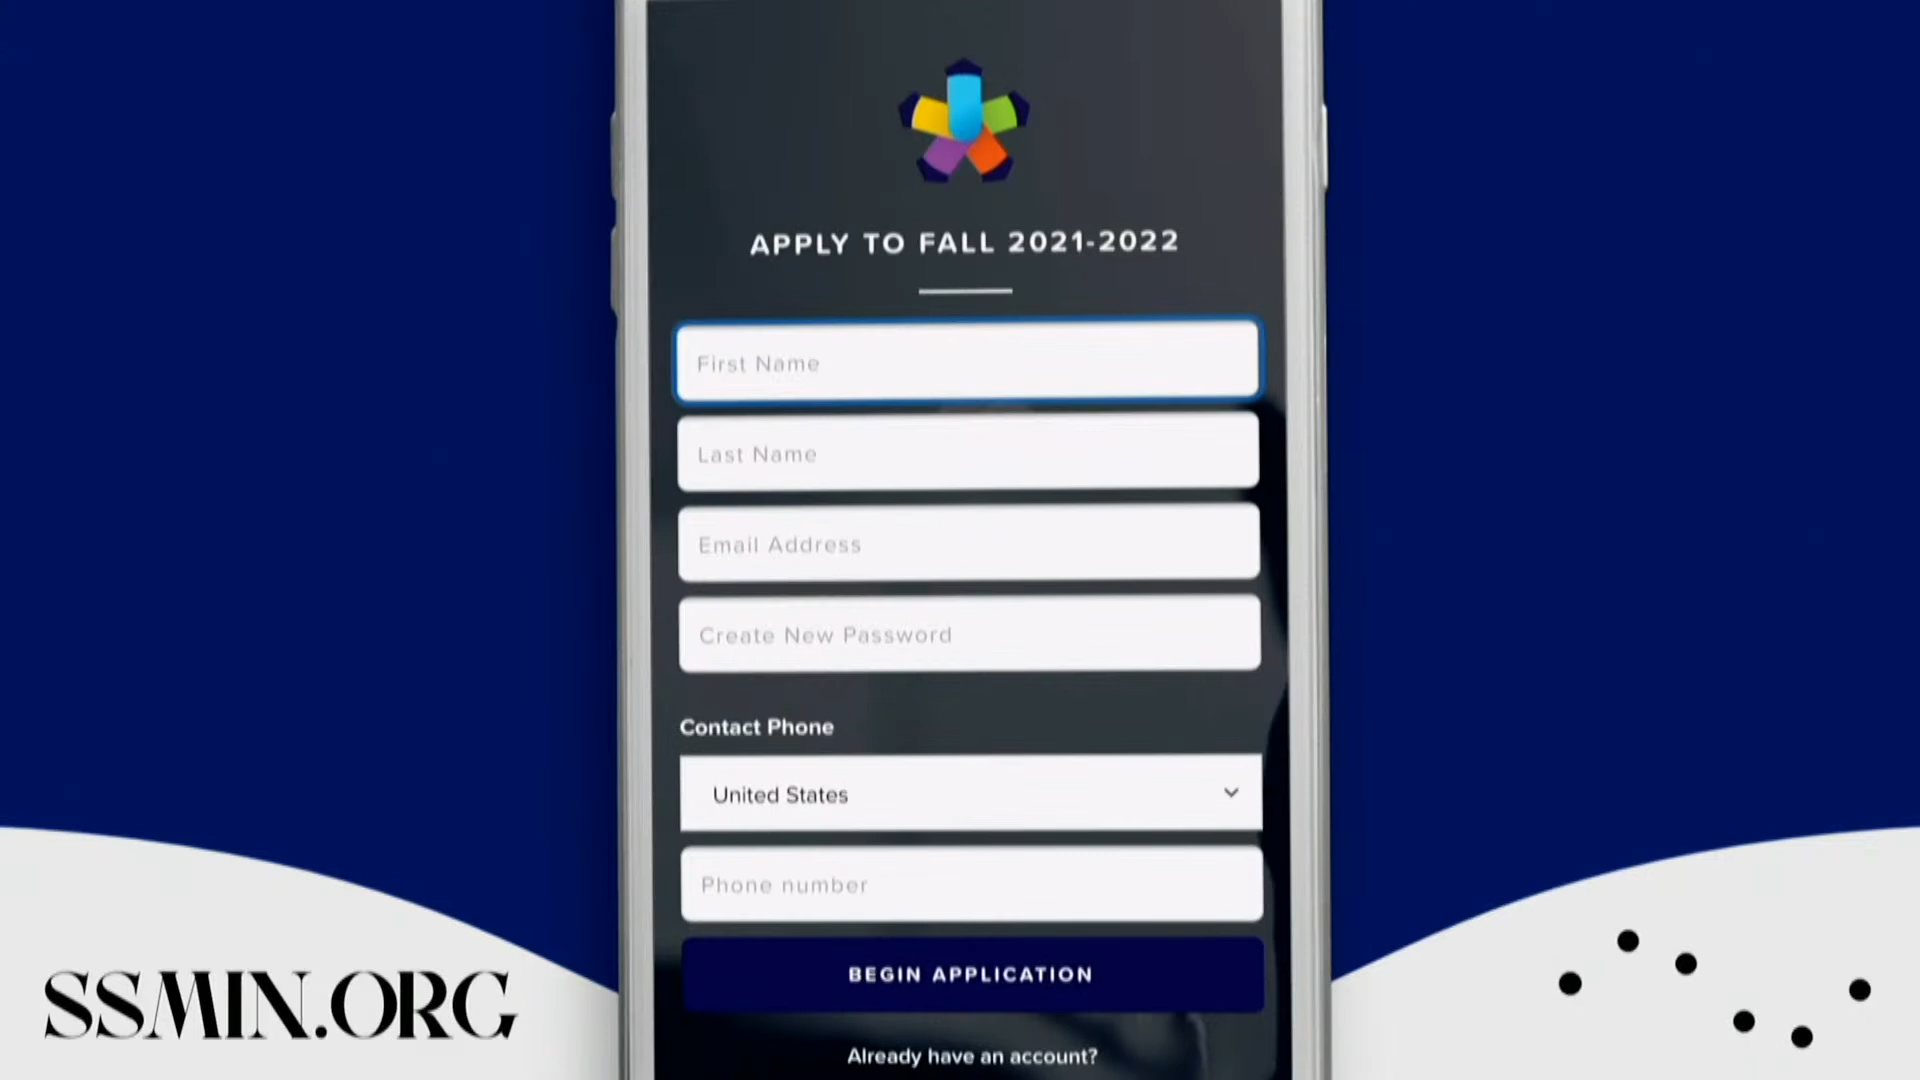 APPLY TO FALL 2021-2022
First Name
Last Name
Email Address
Create New Password
Contact Phone
United States
Phone number
BEGIN APPLICATION
Already have an account?
SSMIN.ORG